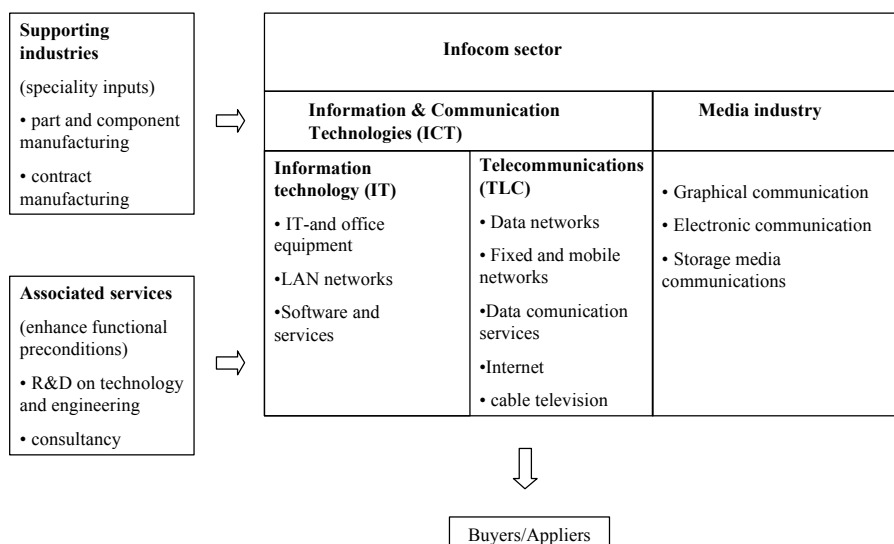 Supporting
industries
(speciality inputs)
• part and component
manufacturing
• contract
manufacturing
Associated services
(enhance functional
preconditions)
• R&D on technology
and engineering
• consultancy
Infocom sector
Information & Communication
Technologies (ICT)
Media industry
Information
technology (IT)
• IT-and office
equipment
•LAN networks
•Software and
services
Telecommunications
(TLC)
• Data networks
• Fixed and mobile
networks
•Data comunication
services
•Internet
• cable television
• Graphical communication
• Electronic communication
• Storage media
communications
Buyers/Appliers